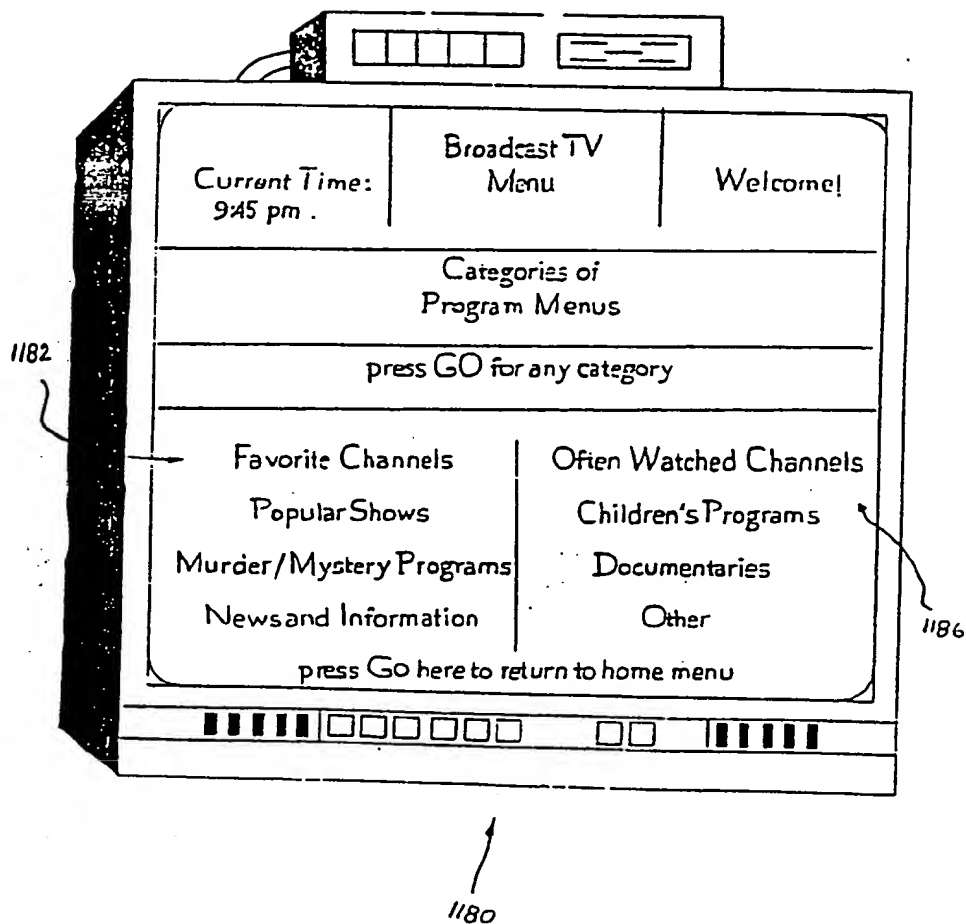 Broadcast TV
Menu
Current Time:
9:45 pm .
Welcome!
Categories of
Program Menus
press GO for any category
1182
Favorite Channels
Often Watched Channels
Popular Shows
Children's Programs
Murder/Mystery Programs
Documentaries
News and Information
Other
1186
press Go here to return to home menu
1180